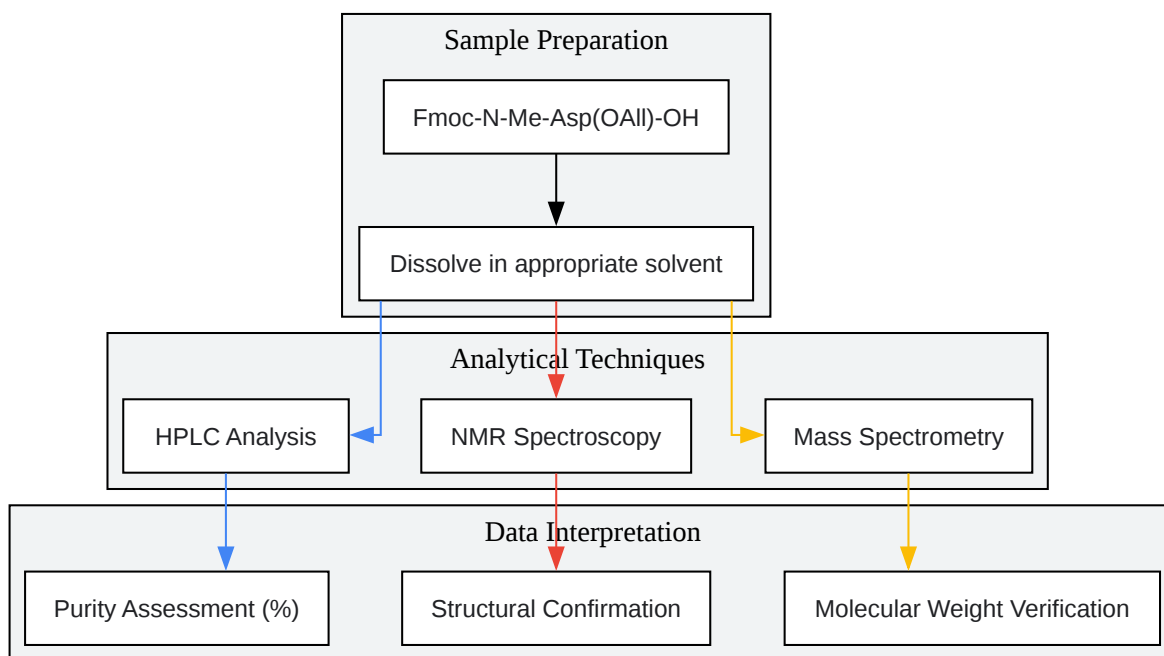 Sample Preparation
Fmoc-N-Me-Asp(OAll)-OH
Dissolve in appropriate solvent
Analytical Techniques
HPLC Analysis
NMR Spectroscopy
Mass Spectrometry
Data Interpretation
Purity Assessment (%)
Structural Confirmation
Molecular Weight Verification